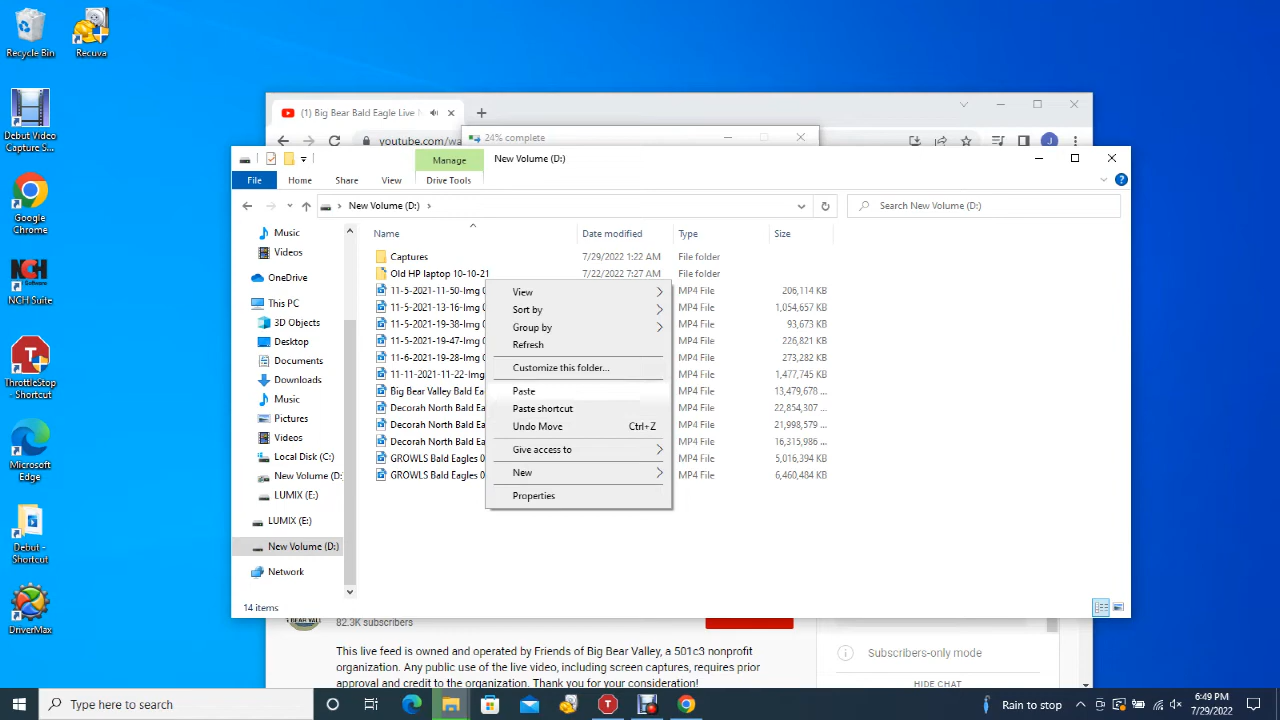 Recycle Bin
Recuva
Debut Video
Capture S...
Google
Chrome
NCH Suite
ThrottleStop
- Shortcut
Microsoft
Edge
Debut -
Shortcut
DriverMax
(1) Big Bear Bald Eagle Live N
youtube.com/wa
24% complete
Manage
New Volume (D:)
File
Home
Share
View
Drive Tools
New Volume (D:)
Search New Volume (D:)
Music
Videos
OneDrive
This PC
3D Objects
Desktop
Documents
Downloads
Music
Pictures
Videos
Local Disk (C:)
New Volume (D:
LUMIX (E:)
LUMIX (E:)
New Volume (D:)
Network
Name
Date modified
Type
Size
Captures 7/29/2022 1:22 AM File folder
Old HP laptop 10-10-21 7/22/2022 7:27 AM File folder
11-5-2021-11-50-Img 0 MP4 File 206,114 KB
11-5-2021-13-16-Img 0 MP4 File 1,054,657 KB
11-5-2021-19-38-Img 0 MP4 File 93,673 KB
11-5-2021-19-47-Img 0 MP4 File 226,821 KB
11-6-2021-19-28-Img 0 MP4 File 273,282 KB
11-11-2021-11-22-Img MP4 File 1,477,745 KB
Big Bear Valley Bald Ea MP4 File 13,479,678 ...
Decorah North Bald Ea MP4 File 22,854,307 ...
Decorah North Bald Ea MP4 File 21,998,579 ...
Decorah North Bald Ea MP4 File 16,315,986 ...
GROWLS Bald Eagles 0 MP4 File 5,016,394 KB
GROWLS Bald Eagles 0 MP4 File 6,460,484 KB
View
Sort by
Group by
Refresh
Customize this folder...
Paste
Paste shortcut
Undo Move Ctrl+Z
Give access to
New
Properties
14 items
82.3K subscribers
This live feed is owned and operated by Friends of Big Bear Valley, a 501c3 nonprofit
organization. Any public use of the live video, including screen captures, requires prior
approval and credit to the organization. Thank you for your consideration!
Subscribers-only mode
HIDE CHAT
Type here to search
Rain to stop
6:49 PM
7/29/2022